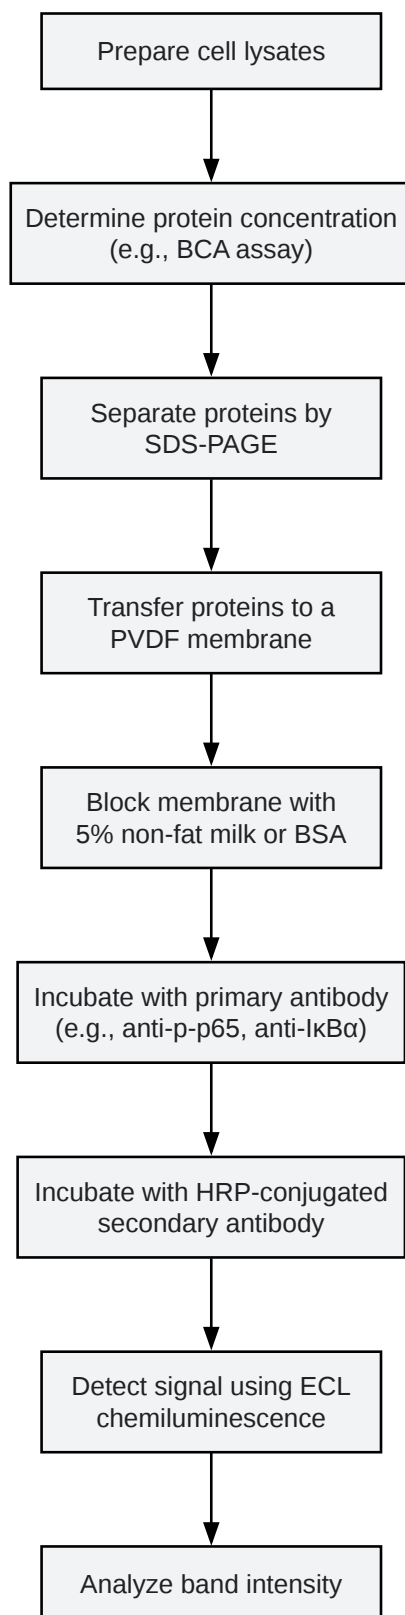 Prepare cell lysates
Determine protein concentration
(e.g., BCA assay)
Separate proteins by
SDS-PAGE
Transfer proteins to a
PVDF membrane
Block membrane with
5% non-fat milk or BSA
Incubate with primary antibody
(e.g., anti-p-p65, anti-IκBα)
Incubate with HRP-conjugated
secondary antibody
Detect signal using ECL
chemiluminescence
Analyze band intensity